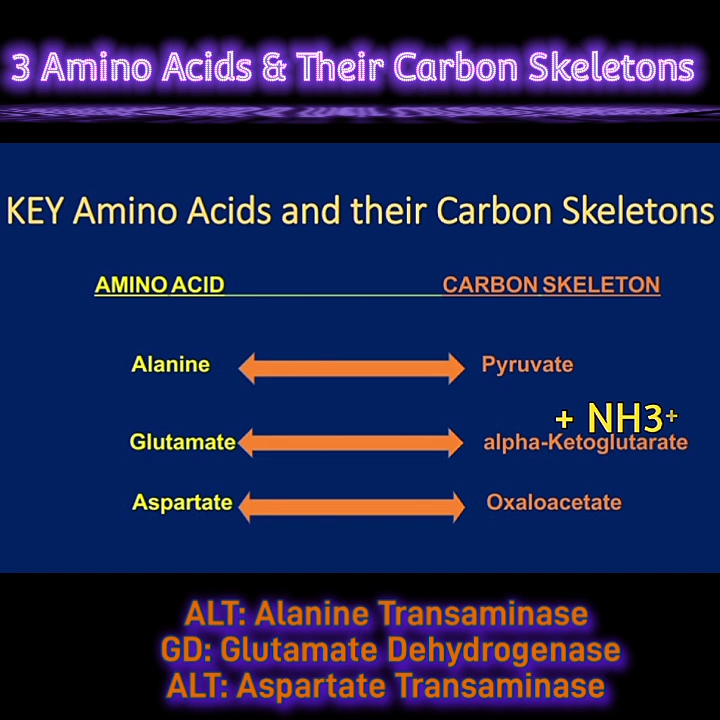 3 Amino Acids & Their Carbon Skeletons
KEY Amino Acids and their Carbon Skeletons
AMINO ACID CARBON SKELETON
Alanine Pyruvate
+ NH3+
Glutamate alpha-Ketoglutarate
Aspartate Oxaloacetate
ALT: Alanine Transaminase
GD: Glutamate Dehydrogenase
ALT: Aspartate Transaminase